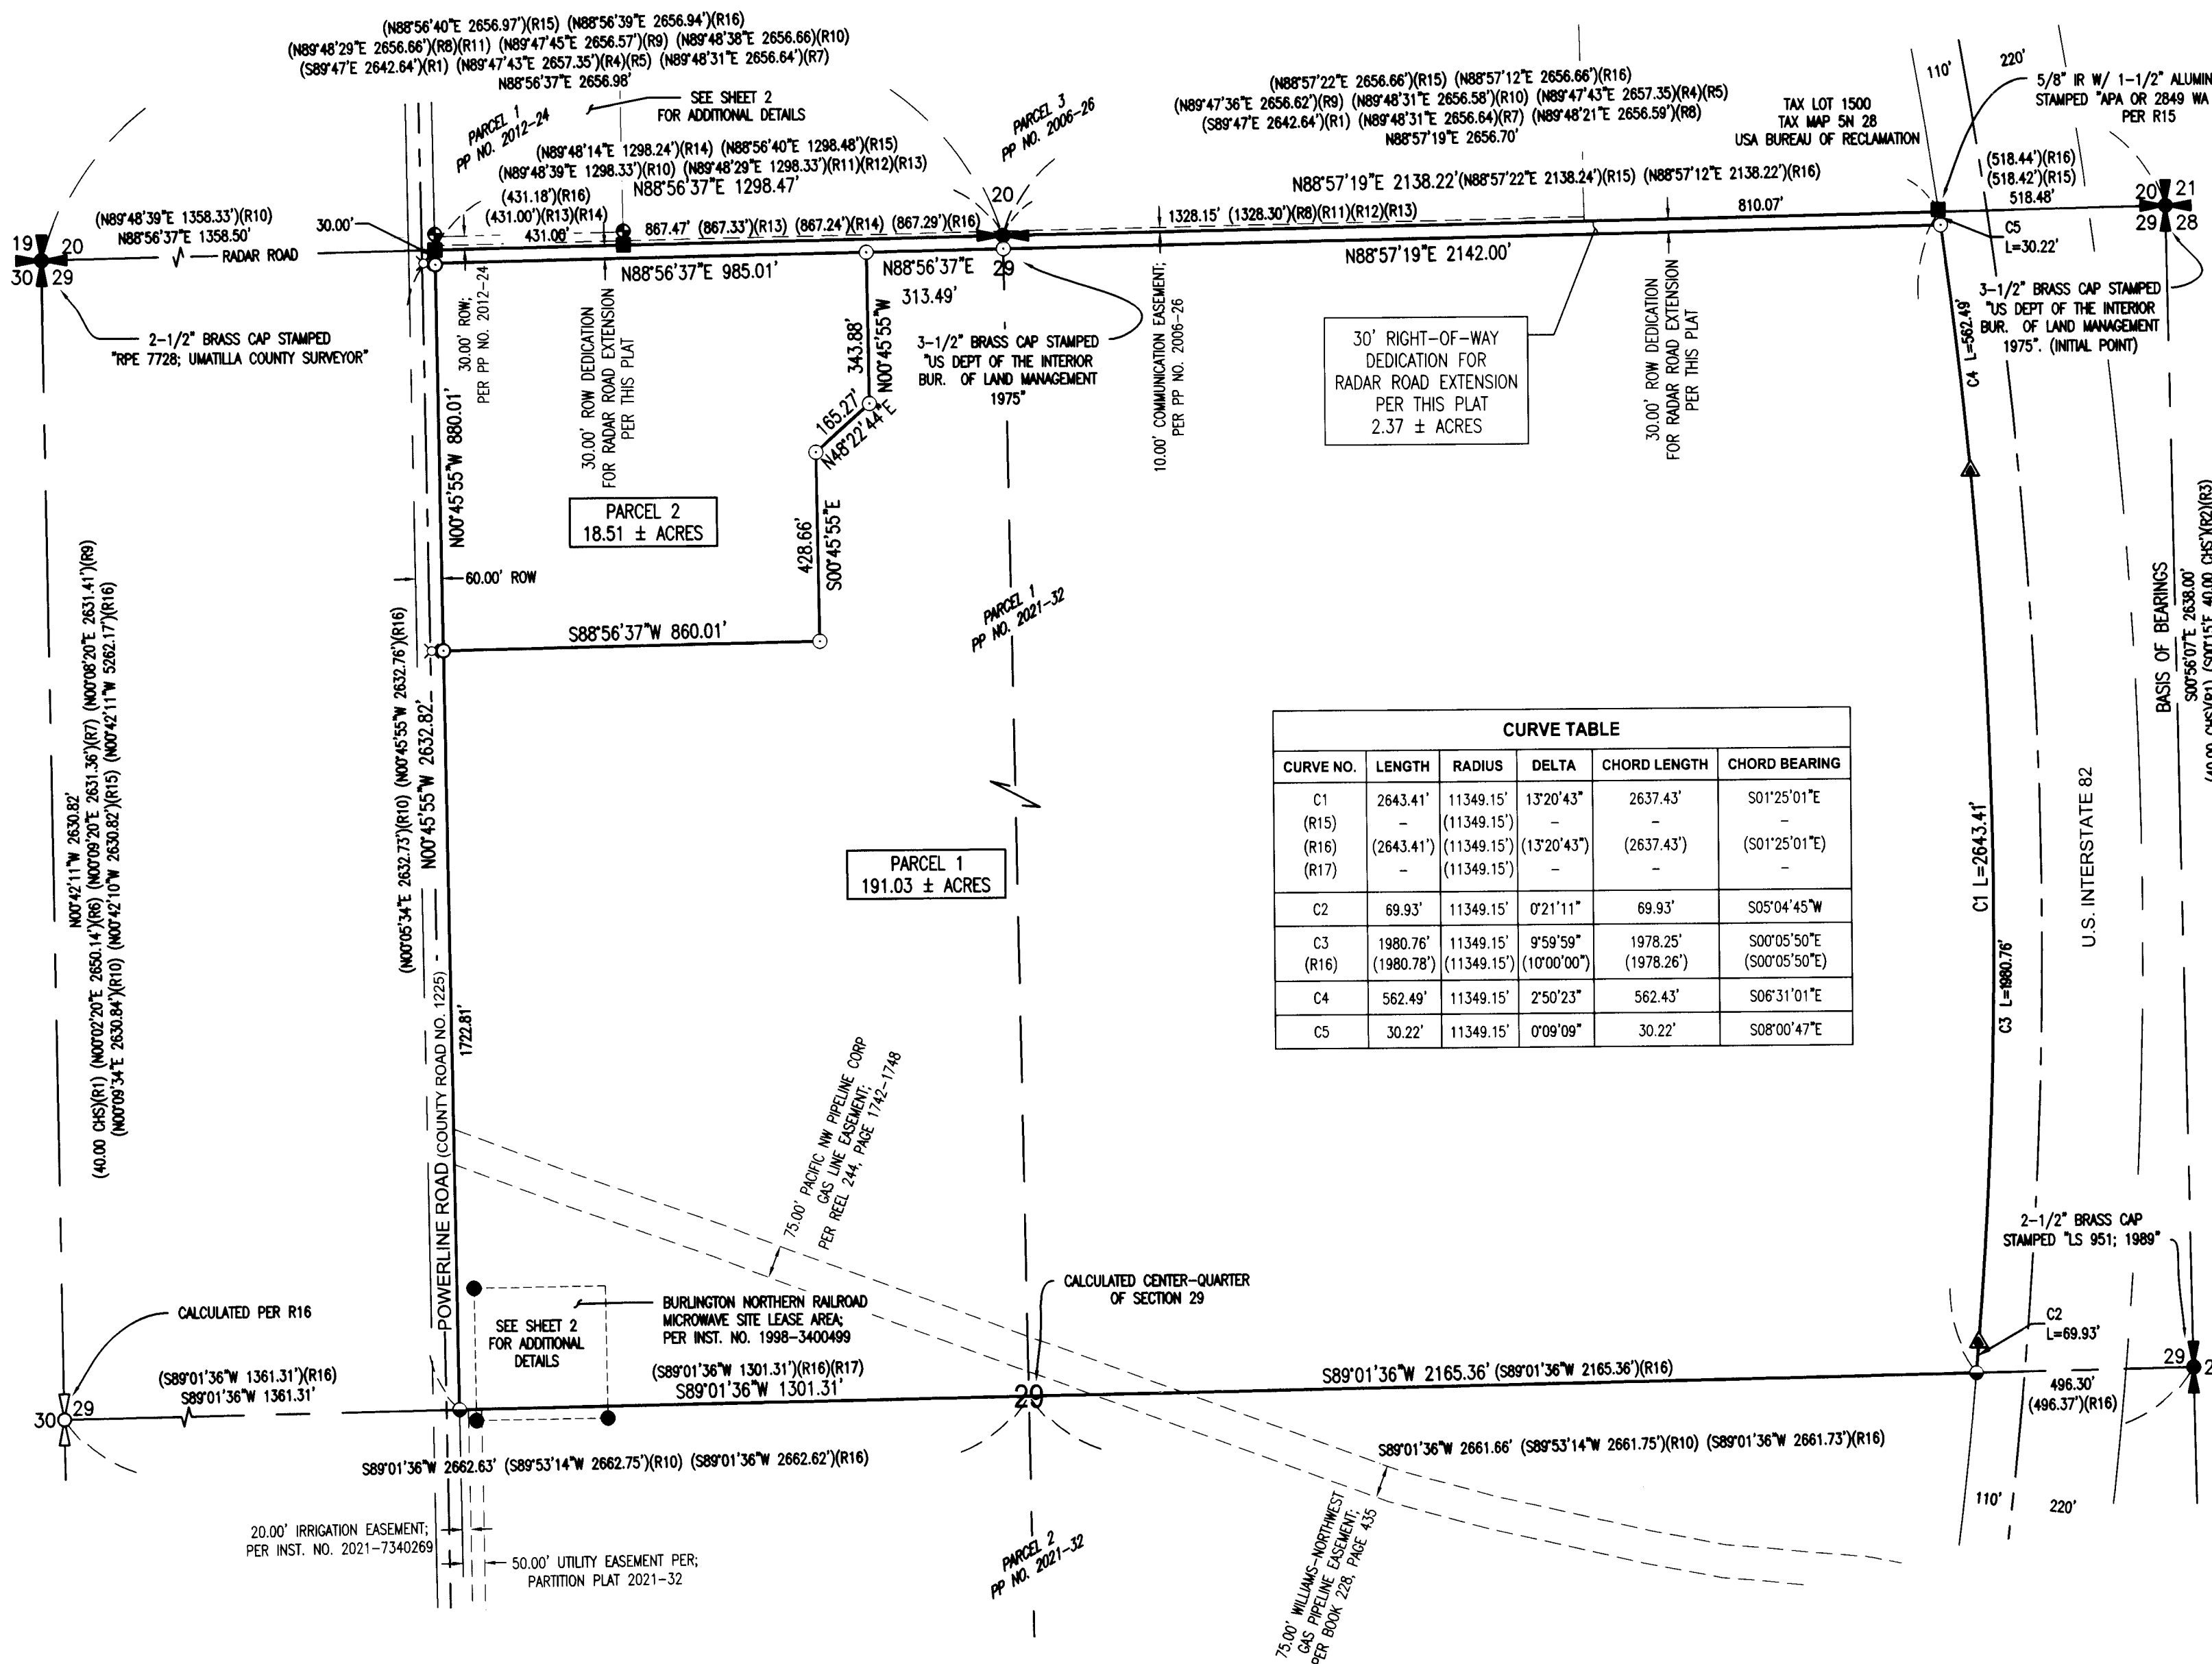 (N88°56'40"E 2656.97')(R15) (N88°56'39"E 2656.94')(R16)
(N89°48'29"E 2656.66')(R8)(R11) (N89°47'45"E 2656.57')(R9) (N89°48'38"E 2656.66)(R10)
(S89°47'E 2642.64')(R1) (N89°47'43"E 2657.35')(R4)(R5) (N89°48'31"E 2656.64')(R7)
N88°56'37"E 2656.98'
SEE SHEET 2
FOR ADDITIONAL DETAILS
PARCEL 1
PP NO. 2012-24
(N89°48'14"E 1298.24')(R14) (N88°56'40"E 1298.48')(R15)
(N89°48'39"E 1298.33')(R10) (N89°48'29"E 1298.33')(R11)(R12)(R13)
N88°56'37"E 1298.47'
(431.18')(R16)
(431.00')(R13)(R14)
431.06'
867.47' (867.33')(R13) (867.24')(R14) (867.29')(R16)
PARCEL 3
PP NO. 2006-26
(N88°57'22"E 2656.66')(R15) (N88°57'12"E 2656.66')(R16)
(N89°47'36"E 2656.62')(R9) (N89°48'31"E 2656.58')(R10) (N89°47'43"E 2657.35)(R4)(R5)
(S89°47'E 2642.64')(R1) (N89°48'31"E 2656.64)(R7) (N89°48'21"E 2656.59')(R8)
N88°57'19"E 2656.70'
TAX LOT 1500
TAX MAP 5N 28
USA BUREAU OF RECLAMATION
110'
220'
5/8" IR W/ 1-1/2" ALUMIN
STAMPED "APA OR 2849 WA
PER R15
N88°57'19"E 2138.22'(N88°57'22"E 2138.24')(R15) (N88°57'12"E 2138.22')(R16)
(518.44')(R16)
(518.42')(R15)
518.48'
1328.15' (1328.30')(R8)(R11)(R12)(R13)
810.07'
20 21
29 28
C5
L=30.22'
(N89°48'39"E 1358.33')(R10)
N88°56'37"E 1358.50'
RADAR ROAD
30.00'
19 20
30 29
20
29
2-1/2" BRASS CAP STAMPED
"RPE 7728; UMATILLA COUNTY SURVEYOR"
N88°56'37"E 985.01'
N88°56'37"E
313.49'
N88°57'19"E 2142.00'
30.00' ROW;
PER PP NO. 2012-24
30.00' ROW DEDICATION
FOR RADAR ROAD EXTENSION
PER THIS PLAT
343.88'
N00°45'55"W
165.27'
N48°22'44"E
3-1/2" BRASS CAP STAMPED
"US DEPT OF THE INTERIOR
BUR. OF LAND MANAGEMENT
1975"
10.00' COMMUNICATION EASEMENT;
PER PP NO. 2006-26
30' RIGHT-OF-WAY
DEDICATION FOR
RADAR ROAD EXTENSION
PER THIS PLAT
2.37 ± ACRES
30.00' ROW DEDICATION
FOR RADAR ROAD EXTENSION
PER THIS PLAT
3-1/2" BRASS CAP STAMPED
"US DEPT OF THE INTERIOR
BUR. OF LAND MANAGEMENT
1975". (INITIAL POINT)
C4 L=562.49'
N00°45'55"W 880.01'
PARCEL 2
18.51 ± ACRES
428.66'
S00°45'55"E
60.00' ROW
S88°56'37"W 860.01'
PARCEL 1
PP NO. 2021-32
BASIS OF BEARINGS
S00°56'07"E 2638.00'
(40.00 CHS)(R1) (S00°15'E 40.00 CHS')(R2)(R3)
N00°42'11"W 2630.82'
(40.00 CHS)(R1) (N00°02'20"E 2650.14')(R6) (N00°09'20"E 2631.36')(R7) (N00°08'20"E 2631.41')(R9)
(N00°09'34"E 2630.84')(R10) (N00°42'10"W 2630.82')(R15) (N00°42'11"W 5262.17')(R16)
(N00°05'34"E 2632.73')(R10) (N00°45'55"W 2632.76')(R16)
N00°45'55"W 2632.82'
POWERLINE ROAD (COUNTY ROAD NO. 1225)
1722.81'
PARCEL 1
191.03 ± ACRES
CURVE TABLE
CURVE NO. LENGTH RADIUS DELTA CHORD LENGTH CHORD BEARING
C1 2643.41' 11349.15' 13°20'43" 2637.43' S01°25'01"E
(R15) - (11349.15') - - -
(R16) (2643.41') (11349.15') (13°20'43") (2637.43') (S01°25'01"E)
(R17) - (11349.15') - - -
C2 69.93' 11349.15' 0°21'11" 69.93' S05°04'45"W
C3 1980.76' 11349.15' 9°59'59" 1978.25' S00°05'50"E
(R16) (1980.78') (11349.15') (10°00'00") (1978.26') (S00°05'50"E)
C4 562.49' 11349.15' 2°50'23" 562.43' S06°31'01"E
C5 30.22' 11349.15' 0°09'09" 30.22' S08°00'47"E
C1 L=2643.41'
C3 L=1980.76'
U.S. INTERSTATE 82
75.00' PACIFIC NW PIPELINE CORP
GAS LINE EASEMENT;
PER REEL 244, PAGE 1742-1748
CALCULATED PER R16
SEE SHEET 2
FOR ADDITIONAL
DETAILS
BURLINGTON NORTHERN RAILROAD
MICROWAVE SITE LEASE AREA;
PER INST. NO. 1998-3400499
CALCULATED CENTER-QUARTER
OF SECTION 29
2-1/2" BRASS CAP
STAMPED "LS 951; 1989"
C2
L=69.93'
(S89°01'36"W 1361.31')(R16)
S89°01'36"W 1361.31'
(S89°01'36"W 1301.31')(R16)(R17)
S89°01'36"W 1301.31'
S89°01'36"W 2165.36' (S89°01'36"W 2165.36')(R16)
30 29
29
29 2
496.30'
(496.37')(R16)
S89°01'36"W 2662.63' (S89°53'14"W 2662.75')(R10) (S89°01'36"W 2662.62')(R16)
S89°01'36"W 2661.66' (S89°53'14"W 2661.75')(R10) (S89°01'36"W 2661.73')(R16)
110'
220'
20.00' IRRIGATION EASEMENT;
PER INST. NO. 2021-7340269
50.00' UTILITY EASEMENT PER;
PARTITION PLAT 2021-32
PARCEL 2
PP NO. 2021-32
75.00' WILLIAMS-NORTHWEST
GAS PIPELINE EASEMENT;
PER BOOK 228, PAGE 435